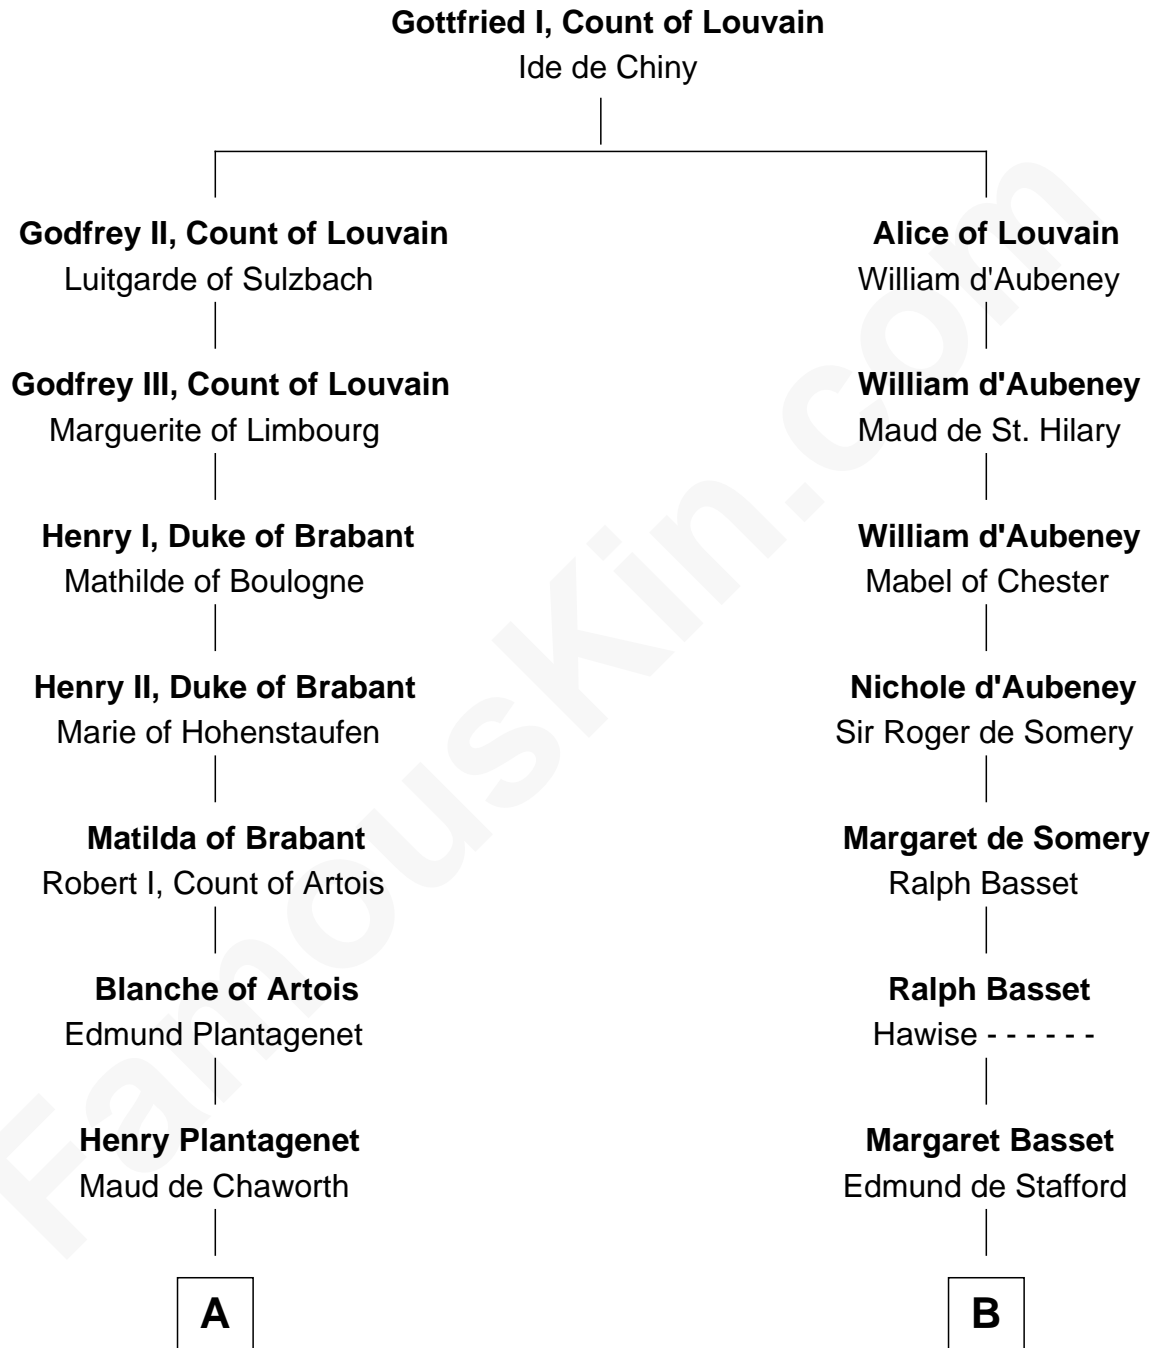 Gottfried I, Count of Louvain
Ide de Chiny
Godfrey II, Count of Louvain
Luitgarde of Sulzbach
Alice of Louvain
William d'Aubeney
Godfrey III, Count of Louvain
Marguerite of Limbourg
William d'Aubeney
Maud de St. Hilary
Henry I, Duke of Brabant
Mathilde of Boulogne
William d'Aubeney
Mabel of Chester
Henry II, Duke of Brabant
Marie of Hohenstaufen
Nichole d'Aubeney
Sir Roger de Somery
Matilda of Brabant
Robert I, Count of Artois
Margaret de Somery
Ralph Basset
Blanche of Artois
Edmund Plantagenet
Ralph Basset
Hawise - - - - - -
Henry Plantagenet
Maud de Chaworth
Margaret Basset
Edmund de Stafford
A
B
FamousKin.com